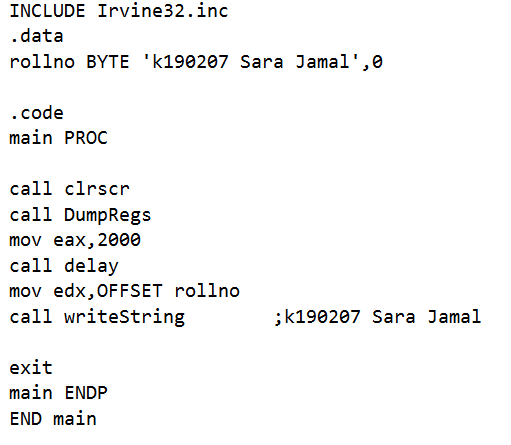 INCLUDE Irvine32.inc
.data
rollno BYTE 'k190207 Sara Jamal',0
.code
main PROC
call clrscr
call DumpRegs
mov eax,2000
call delay
mov edx,OFFSET rollno
call writeString ;k190207 Sara Jamal
exit
main ENDP
END main